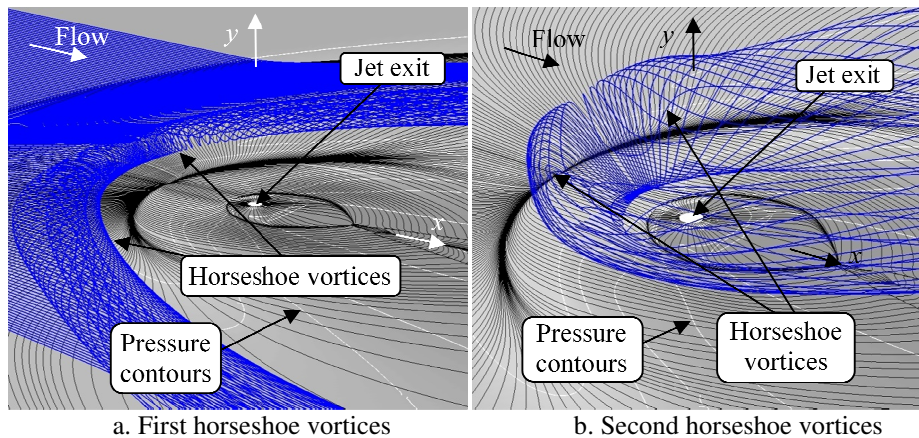 Flow
y
Jet exit
x
Horseshoe vortices
Pressure
contours
a. First horseshoe vortices
Flow
y
Jet exit
x
Pressure
contours
Horseshoe
vortices
b. Second horseshoe vortices